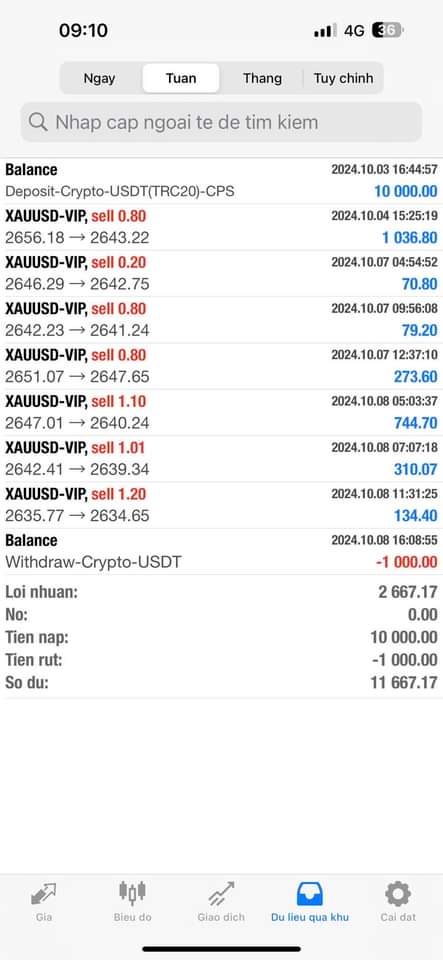 09:10 4G 36
Ngay Tuan Thang Tuy chinh
Nhap cap ngoai te de tim kiem
Balance 2024.10.03 16:44:57
Deposit-Crypto-USDT(TRC20)-CPS 10 000.00
XAUUSD-VIP, sell 0.80 2024.10.04 15:25:19
2656.18 → 2643.22 1 036.80
XAUUSD-VIP, sell 0.20 2024.10.07 04:54:52
2646.29 → 2642.75 70.80
XAUUSD-VIP, sell 0.80 2024.10.07 09:56:08
2642.23 → 2641.24 79.20
XAUUSD-VIP, sell 0.80 2024.10.07 12:37:10
2651.07 → 2647.65 273.60
XAUUSD-VIP, sell 1.10 2024.10.08 05:03:37
2647.01 → 2640.24 744.70
XAUUSD-VIP, sell 1.01 2024.10.08 07:07:18
2642.41 → 2639.34 310.07
XAUUSD-VIP, sell 1.20 2024.10.08 11:31:25
2635.77 → 2634.65 134.40
Balance 2024.10.08 16:08:55
Withdraw-Crypto-USDT -1 000.00
Loi nhuan: 2 667.17
No: 0.00
Tien nap: 10 000.00
Tien rut: -1 000.00
So du: 11 667.17
Gia Bieu do Giao dich Du lieu qua khu Cai dat